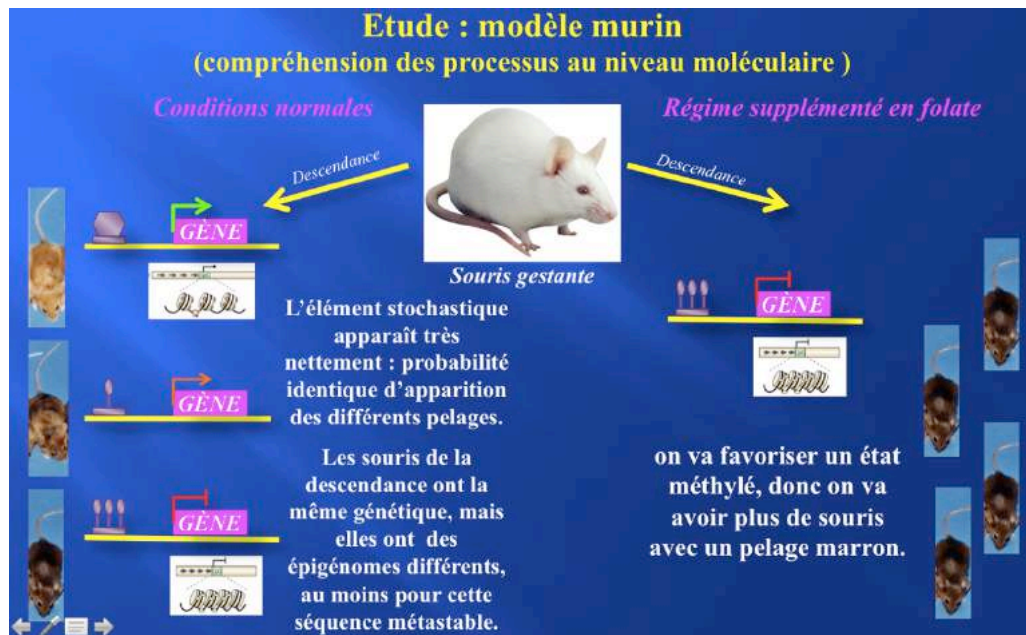 Etude : modèle murin
(compréhension des processus au niveau moléculaire )
Conditions normales
Régime supplémenté en folate
Descendance
Descendance
GÈNE
Souris gestante
GÈNE
L'élément stochastique
apparaît très
nettement : probabilité
identique d'apparition
des différents pelages.
GÈNE
Les souris de la
descendance ont la
même génétique, mais
elles ont des
épigénomes différents,
au moins pour cette
séquence métastable.
GÈNE
on va favoriser un état
méthylé, donc on va
avoir plus de souris
avec un pelage marron.